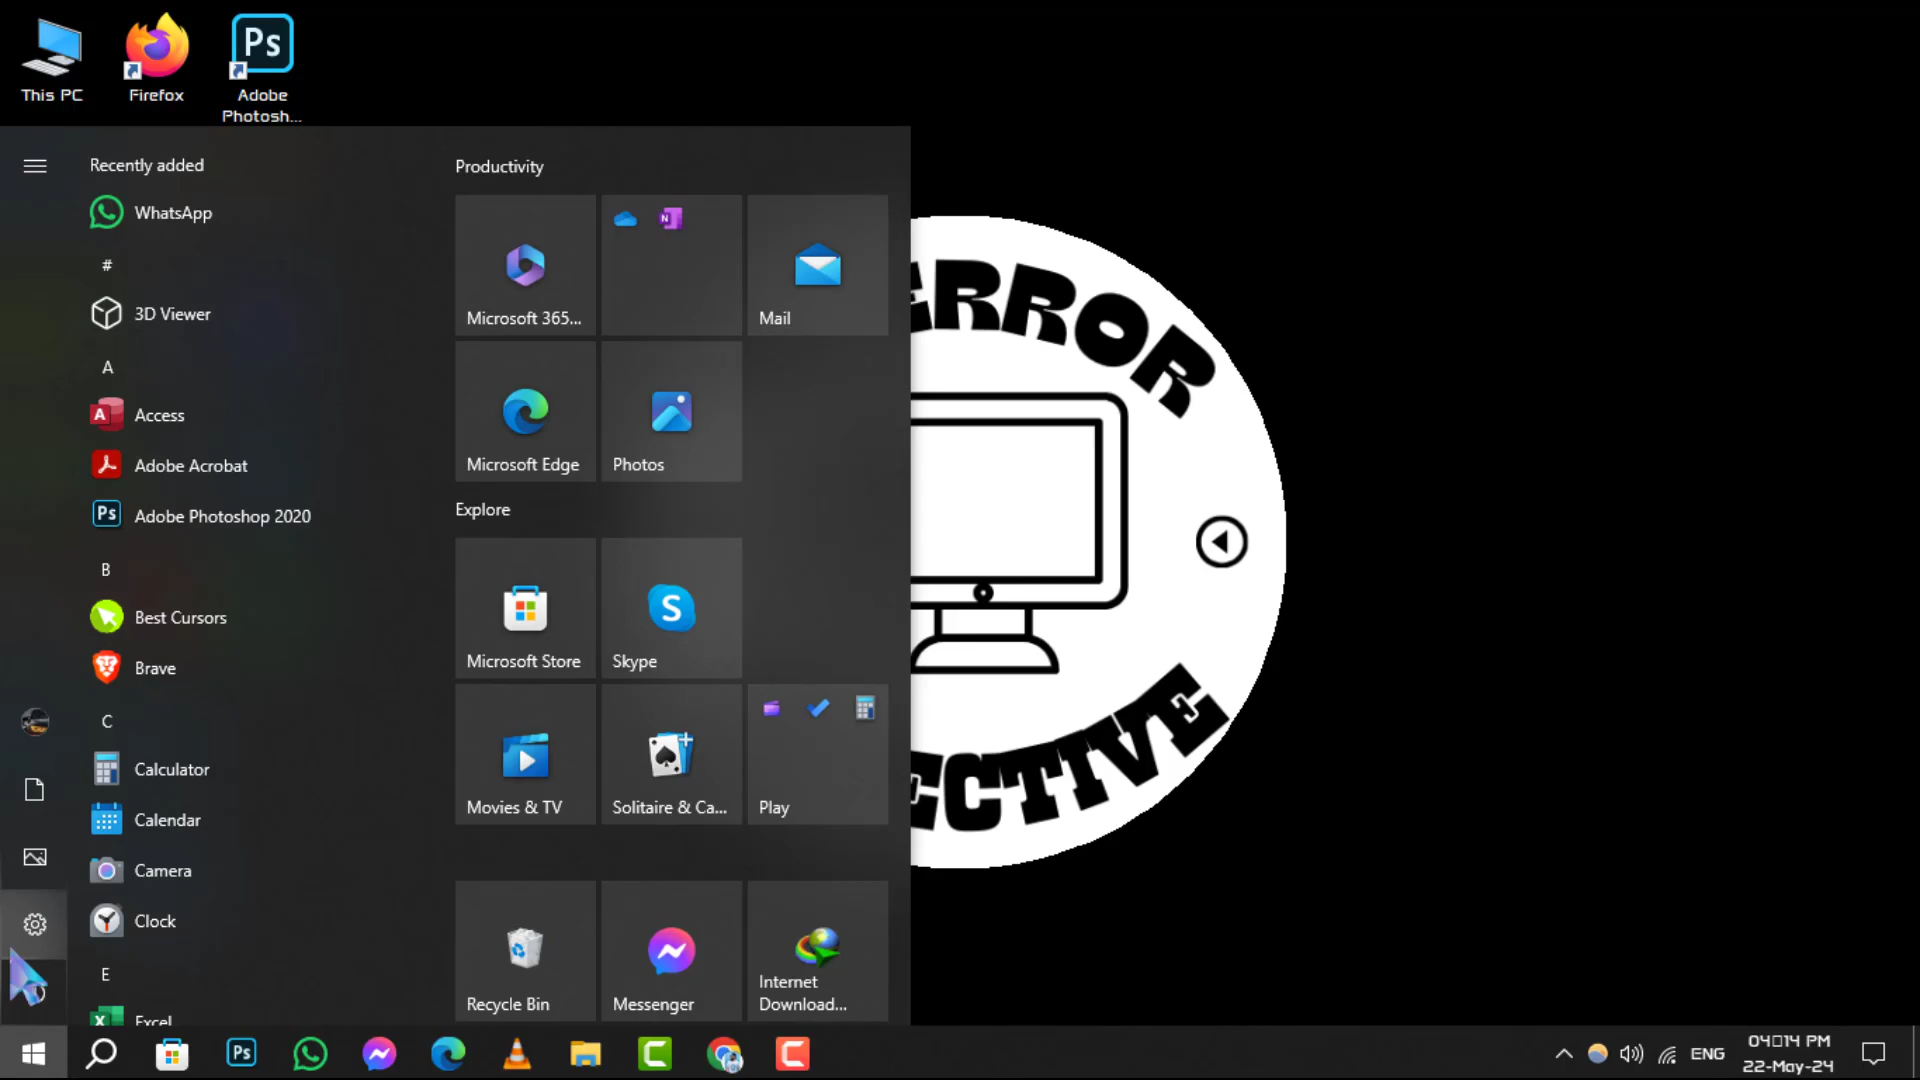 This PC
Firefox
Adobe
Photosh...
Recently added
WhatsApp
#
3D Viewer
A
Access
Adobe Acrobat
Adobe Photoshop 2020
B
Best Cursors
Brave
C
Calculator
Calendar
Camera
Clock
E
Excel
Productivity
Microsoft 365...
Mail
Microsoft Edge
Photos
Explore
Microsoft Store
Skype
Movies & TV
Solitaire & Ca...
Play
Recycle Bin
Messenger
Internet
Download...
ERROR
ECTIVE
ENG
04▯14 PM
22-May-24